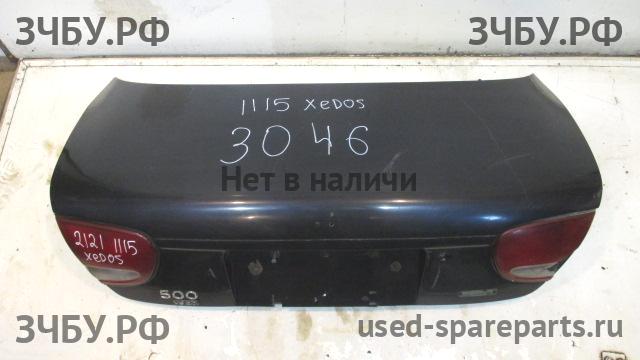 ЗЧБУ.РФ ЗЧБУ.РФ
1115 XEDOS
3046
Нет в наличи
2121 1115
XEDOS
500
ЗЧБУ.РФ used-spareparts.ru